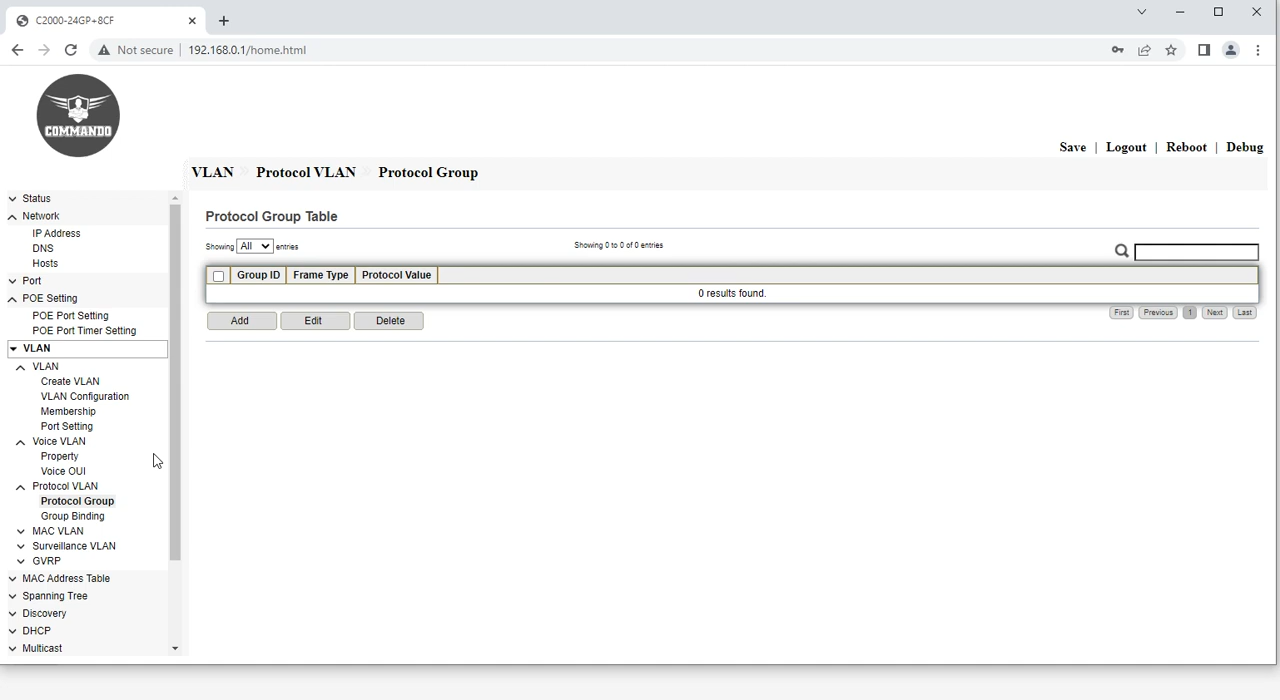 C2000-24GP+8CF
Not secure | 192.168.0.1/home.html
COMMANDO
Save | Logout | Reboot | Debug
VLAN Protocol VLAN Protocol Group
Status
Network
IP Address
DNS
Hosts
Port
POE Setting
POE Port Setting
POE Port Timer Setting
VLAN
VLAN
Create VLAN
VLAN Configuration
Membership
Port Setting
Voice VLAN
Property
Voice OUI
Protocol VLAN
Protocol Group
Group Binding
MAC VLAN
Surveillance VLAN
GVRP
MAC Address Table
Spanning Tree
Discovery
DHCP
Multicast
Protocol Group Table
Showing All entries Showing 0 to 0 of 0 entries
Group ID Frame Type Protocol Value
0 results found.
Add Edit Delete First Previous 1 Next Last